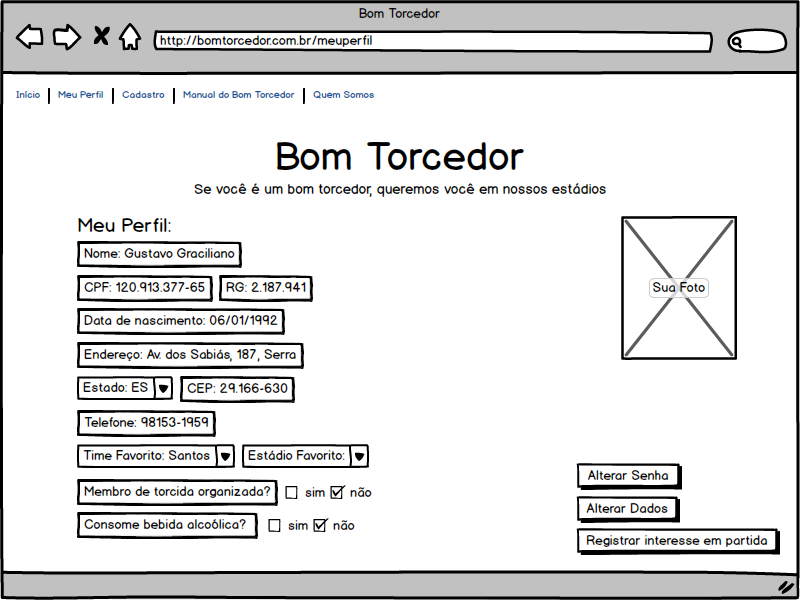 Bom Torcedor
http://bomtorcedor.com.br/meuperfil
Início | Meu Perfil | Cadastro | Manual do Bom Torcedor | Quem Somos
Bom Torcedor
Se você é um bom torcedor, queremos você em nossos estádios
Meu Perfil:
Nome: Gustavo Graciliano
CPF: 120.913.377-65 RG: 2.187.941
Data de nascimento: 06/01/1992
Endereço: Av. dos Sabiás, 187, Serra
Estado: ES CEP: 29.166-630
Telefone: 98153-1959
Time Favorito: Santos Estádio Favorito:
Membro de torcida organizada? sim não
Consome bebida alcoólica? sim não
Sua Foto
Alterar Senha
Alterar Dados
Registrar interesse em partida